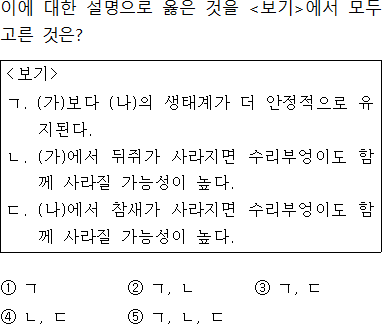 이에 대한 설명으로 옳은 것을 <보기>에서 모두
고른 것은?
<보기>
ㄱ. (가)보다 (나)의 생태계가 더 안정적으로 유
지된다.
ㄴ. (가)에서 뒤쥐가 사라지면 수리부엉이도 함
께 사라질 가능성이 높다.
ㄷ. (나)에서 참새가 사라지면 수리부엉이도 함
께 사라질 가능성이 높다.
① ㄱ ② ㄱ, ㄴ ③ ㄱ, ㄷ
④ ㄴ, ㄷ ⑤ ㄱ, ㄴ, ㄷ